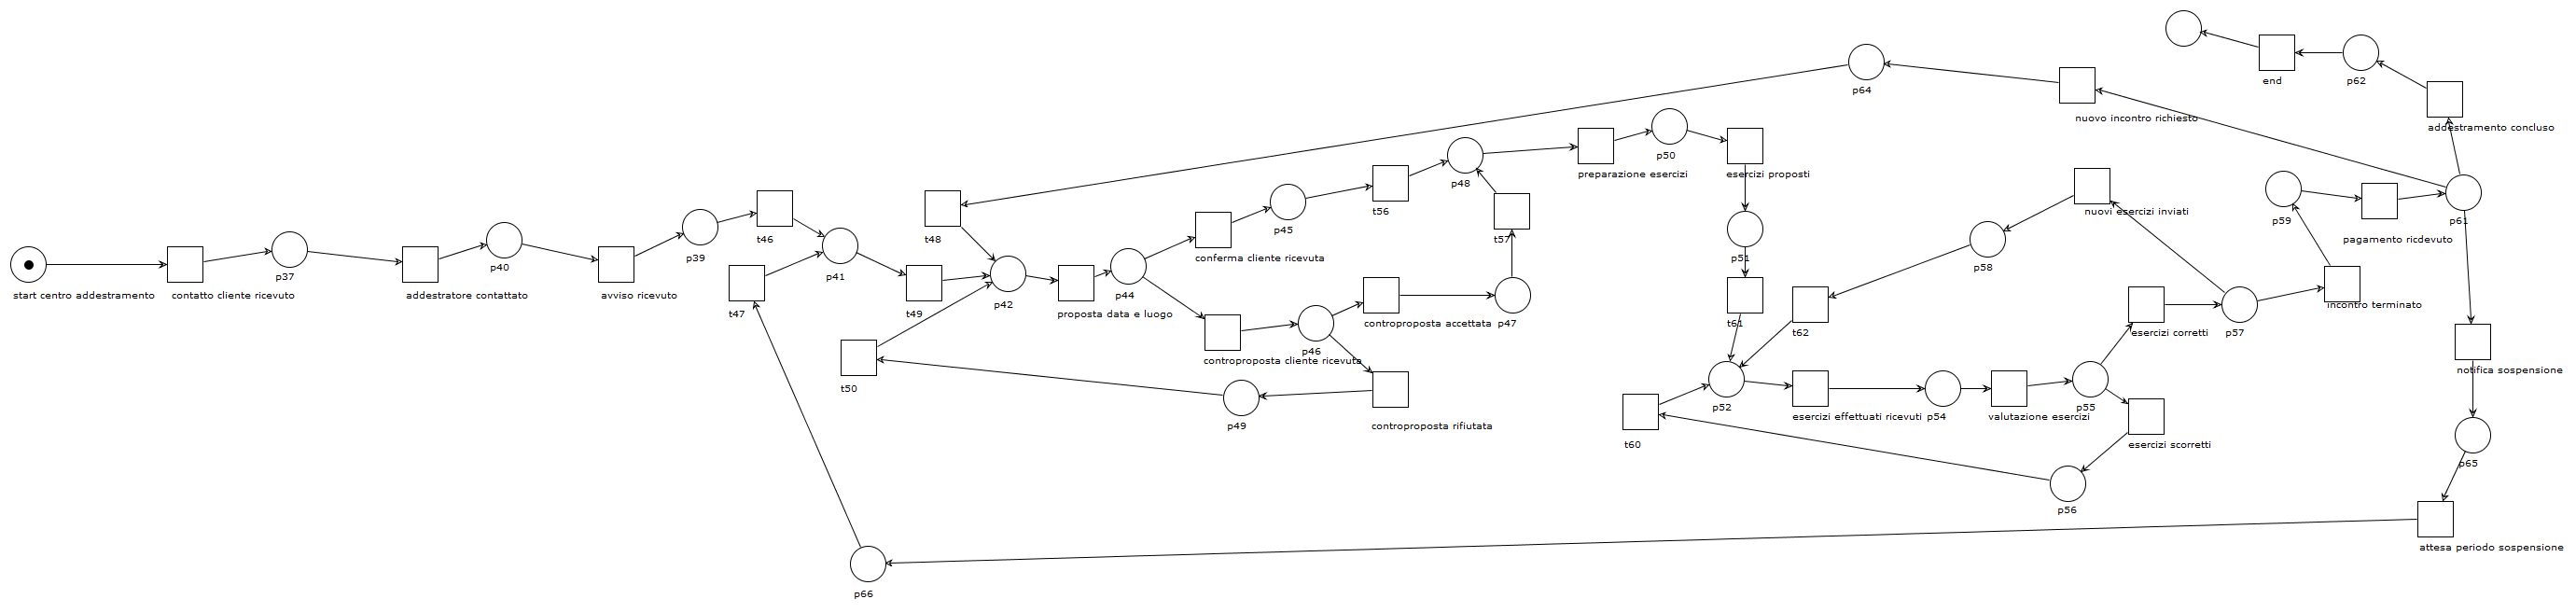 start centro addestramento
contatto cliente ricevuto
p37
addestratore contattato
p40
avviso ricevuto
p39
t46
t47
p41
t48
t49
t50
p42
proposta data e luogo
p44
conferma cliente ricevuta
p45
controproposta cliente ricevuta
p46
controproposta accettata
p47
controproposta rifiutata
p49
t56
t57
p48
preparazione esercizi
p50
esercizi proposti
p51
t61
t62
t60
p52
esercizi effettuati ricevuti
p54
valutazione esercizi
p55
esercizi corretti
esercizi scorretti
p56
p57
nuovi esercizi inviati
p58
incontro terminato
p59
pagamento ricdevuto
p61
nuovo incontro richiesto
p64
addestramento concluso
p62
end
notifica sospensione
p65
attesa periodo sospensione
p66